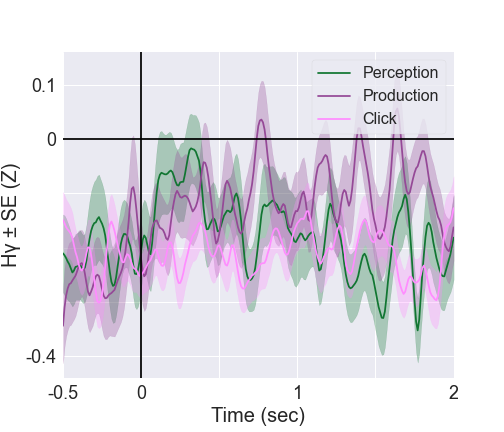 Perception
Production
Click
0.1
0
-0.4
Hγ ± SE (Z)
-0.5
0
1
2
Time (sec)